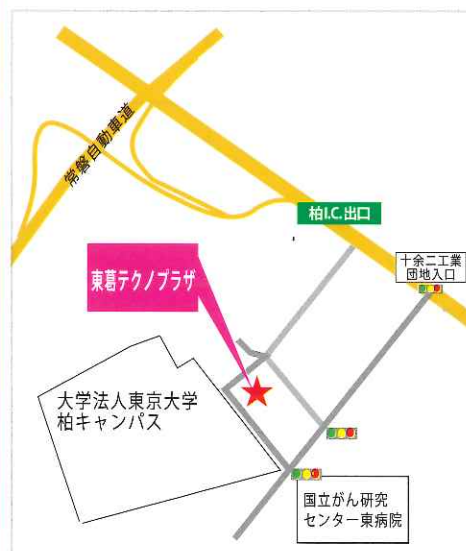 常磐自動車道
柏I.C.出口
十余二工業
団地入口
東葛テクノプラザ
大学法人東京大学
柏キャンパス
国立がん研究
センター東病院